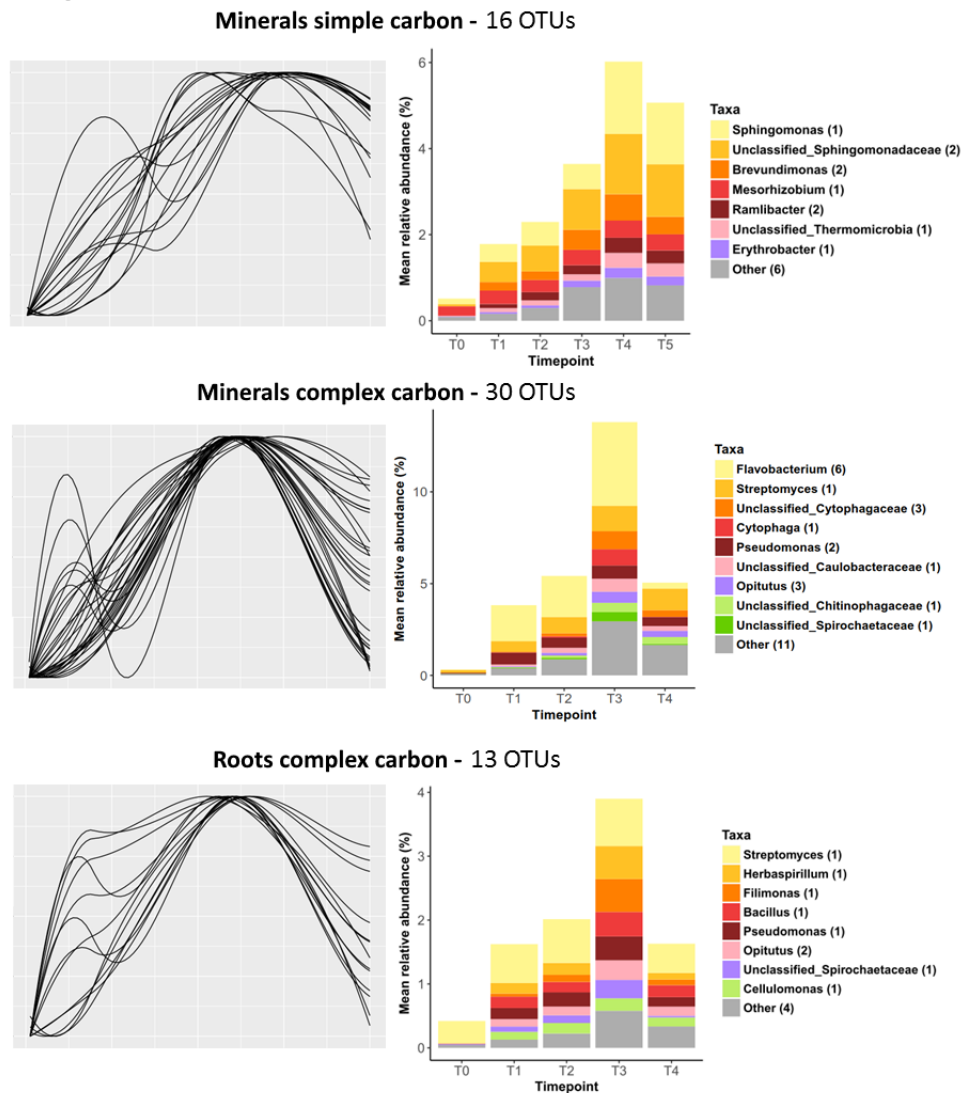 Minerals simple carbon - 16 OTUs
Mean relative abundance (%)
6
4
2
0
T0 T1 T2 T3 T4 T5
Timepoint
Taxa
Sphingomonas (1)
Unclassified_Sphingomonadaceae (2)
Brevundimonas (2)
Mesorhizobium (1)
Ramlibacter (2)
Unclassified_Thermomicrobia (1)
Erythrobacter (1)
Other (6)
Minerals complex carbon - 30 OTUs
Mean relative abundance (%)
10
5
0
T0 T1 T2 T3 T4
Timepoint
Taxa
Flavobacterium (6)
Streptomyces (1)
Unclassified_Cytophagaceae (3)
Cytophaga (1)
Pseudomonas (2)
Unclassified_Caulobacteraceae (1)
Opitutus (3)
Unclassified_Chitinophagaceae (1)
Unclassified_Spirochaetaceae (1)
Other (11)
Roots complex carbon - 13 OTUs
Mean relative abundance (%)
4
3
2
1
0
T0 T1 T2 T3 T4
Timepoint
Taxa
Streptomyces (1)
Herbaspirillum (1)
Filimonas (1)
Bacillus (1)
Pseudomonas (1)
Opitutus (2)
Unclassified_Spirochaetaceae (1)
Cellulomonas (1)
Other (4)